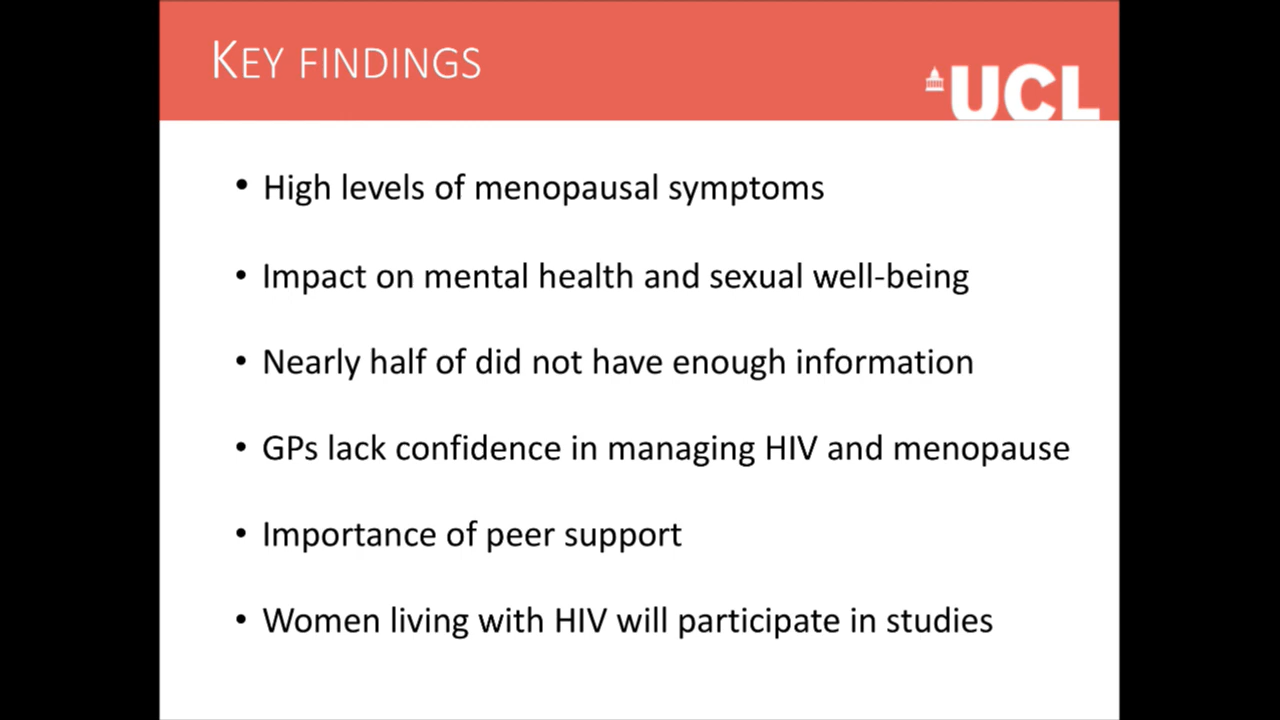 KEY FINDINGS
UCL
• High levels of menopausal symptoms
• Impact on mental health and sexual well-being
• Nearly half of did not have enough information
• GPs lack confidence in managing HIV and menopause
• Importance of peer support
• Women living with HIV will participate in studies